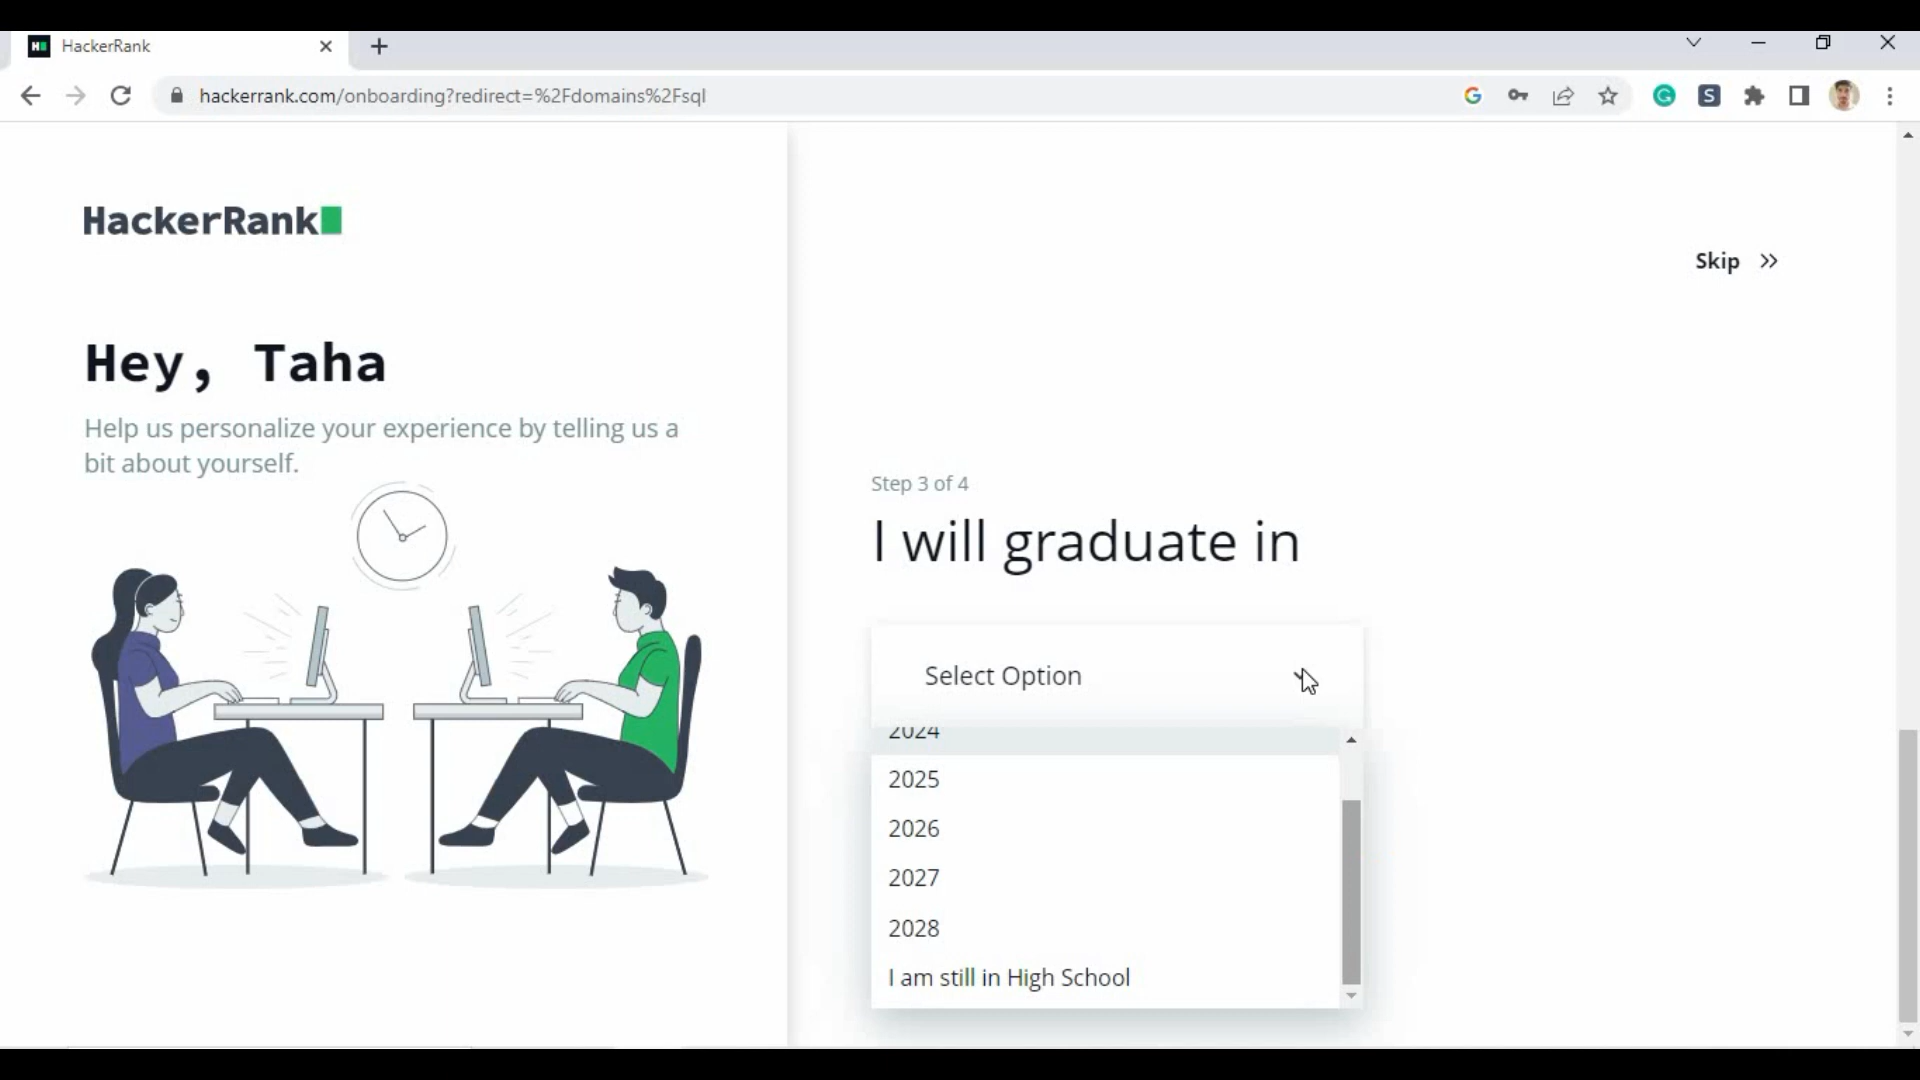 HackerRank
hackerrank.com/onboarding?redirect=%2Fdomains%2Fsql
HackerRank
Skip
Hey, Taha
Help us personalize your experience by telling us a
bit about yourself.
Step 3 of 4
I will graduate in
Select Option
2024
2025
2026
2027
2028
I am still in High School